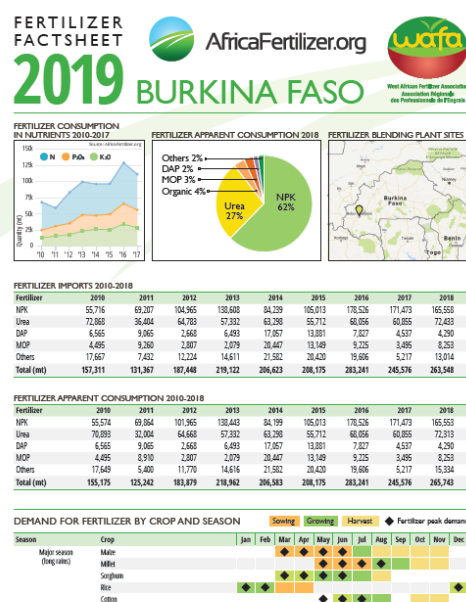 FERTILIZER
FACTSHEET
2019 BURKINA FASO
AfricaFertilizer.org
wafa
West African Fertilizer Association
Association Régionale
des Professionnels de l'Engrais
FERTILIZER CONSUMPTION
IN NUTRIENTS 2010-2017
Source: AfricaFertilizer.org
N P₂O₅ K₂O
150k
125k
100k
75k
50k
25k
0
Quantity (mt)
'10 '11 '12 '13 '14 '15 '16 '17
FERTILIZER APPARENT CONSUMPTION 2018
Others 2%
DAP 2%
MOP 3%
Organic 4%
Urea
27%
NPK
62%
FERTILIZER BLENDING PLANT SITES
Burkina
Faso
Benin
Togo
FERTILIZER IMPORTS 2010-2018
Fertilizer 2010 2011 2012 2013 2014 2015 2016 2017 2018
NPK 55,716 69,207 104,965 138,608 84,239 105,013 178,526 171,473 165,558
Urea 72,868 36,404 64,783 57,332 63,298 55,712 68,056 60,855 72,433
DAP 6,565 9,065 2,668 6,493 17,057 13,881 7,827 4,537 4,290
MOP 4,495 9,260 2,807 2,079 20,447 13,149 9,225 3,495 8,253
Others 17,667 7,432 12,224 14,611 21,582 20,420 19,606 5,217 13,014
Total (mt) 157,311 131,367 187,448 219,122 206,623 208,175 283,241 245,576 263,548
FERTILIZER APPARENT CONSUMPTION 2010-2018
Fertilizer 2010 2011 2012 2013 2014 2015 2016 2017 2018
NPK 55,574 69,864 101,965 138,443 84,199 105,013 178,526 171,473 165,553
Urea 70,893 32,004 64,668 57,332 63,298 55,712 68,056 60,855 72,313
DAP 6,565 9,065 2,668 6,493 17,057 13,881 7,827 4,537 4,290
MOP 4,495 8,910 2,807 2,079 20,447 13,149 9,225 3,495 8,253
Others 17,649 5,400 11,770 14,616 21,582 20,420 19,606 5,217 15,334
Total (mt) 155,175 125,242 183,879 218,962 206,583 208,175 283,241 245,576 265,743
DEMAND FOR FERTILIZER BY CROP AND SEASON
Sowing Growing Harvest Fertilizer peak deman
Season Crop Jan Feb Mar Apr May Jun Jul Aug Sep Oct Nov Dec
Major season
(long rains)
Maize
Millet
Sorghum
Rice
Cotton